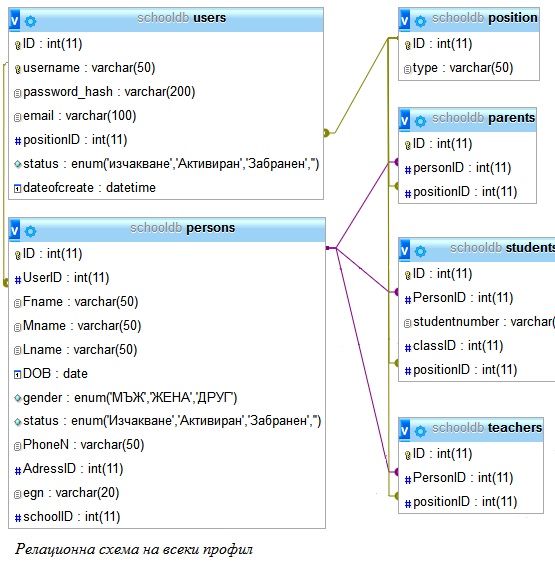 schooldb users
ID : int(11)
username : varchar(50)
password_hash : varchar(200)
email : varchar(100)
positionID : int(11)
status : enum('изчакване','Активиран','Забранен','')
dateofcreate : datetime
schooldb persons
ID : int(11)
UserID : int(11)
Fname : varchar(50)
Mname : varchar(50)
Lname : varchar(50)
DOB : date
gender : enum('МЪЖ','ЖЕНА','ДРУГ')
status : enum('Изчакване','Активиран','Забранен','')
PhoneN : varchar(50)
AdressID : int(11)
egn : varchar(20)
schoolID : int(11)
schooldb position
ID : int(11)
type : varchar(50)
schooldb parents
ID : int(11)
personID : int(11)
positionID : int(11)
schooldb students
ID : int(11)
PersonID : int(11)
studentnumber : varchar(
classID : int(11)
positionID : int(11)
schooldb teachers
ID : int(11)
PersonID : int(11)
positionID : int(11)
Релационна схема на всеки профил